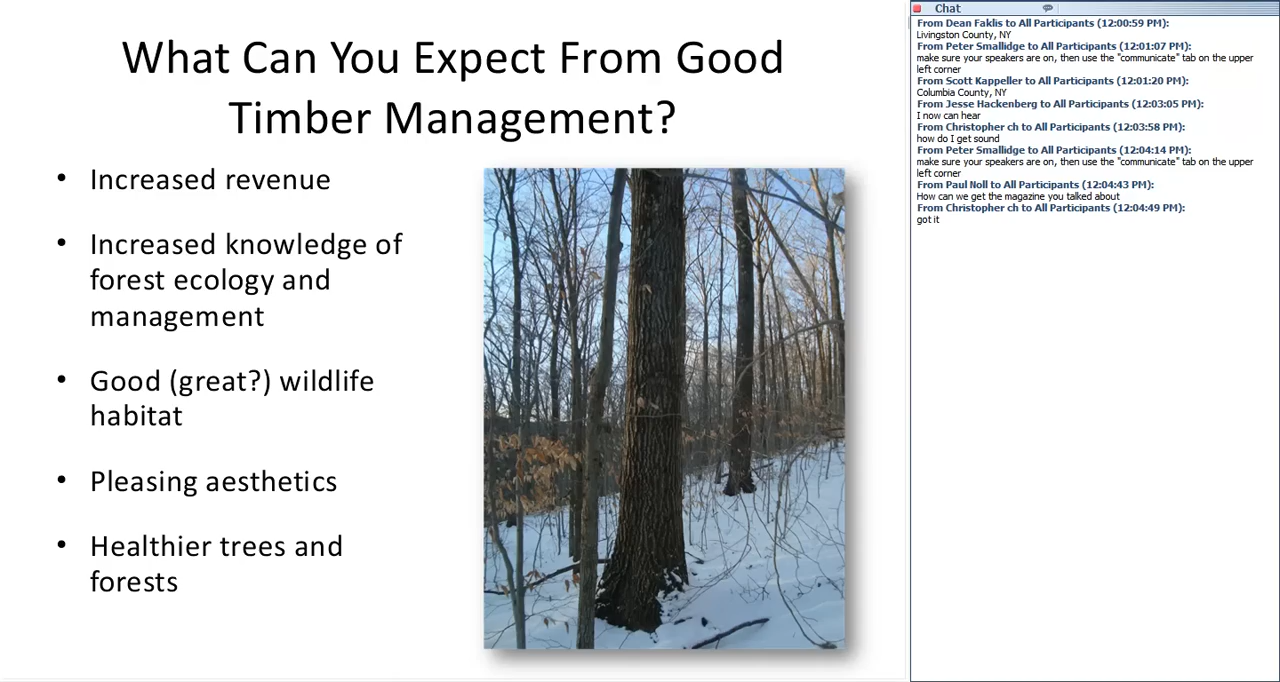 What Can You Expect From Good
Timber Management?
• Increased revenue
• Increased knowledge of
forest ecology and
management
• Good (great?) wildlife
habitat
• Pleasing aesthetics
• Healthier trees and
forests
Chat
From Dean Faklis to All Participants (12:00:59 PM):
Livingston County, NY
From Peter Smallidge to All Participants (12:01:07 PM):
make sure your speakers are on, then use the "communicate" tab on the upper
left corner
From Scott Kappeller to All Participants (12:01:20 PM):
Columbia County, NY
From Jesse Hackenberg to All Participants (12:03:05 PM):
I now can hear
From Christopher ch to All Participants (12:03:58 PM):
how do I get sound
From Peter Smallidge to All Participants (12:04:14 PM):
make sure your speakers are on, then use the "communicate" tab on the upper
left corner
From Paul Noll to All Participants (12:04:43 PM):
How can we get the magazine you talked about
From Christopher ch to All Participants (12:04:49 PM):
got it